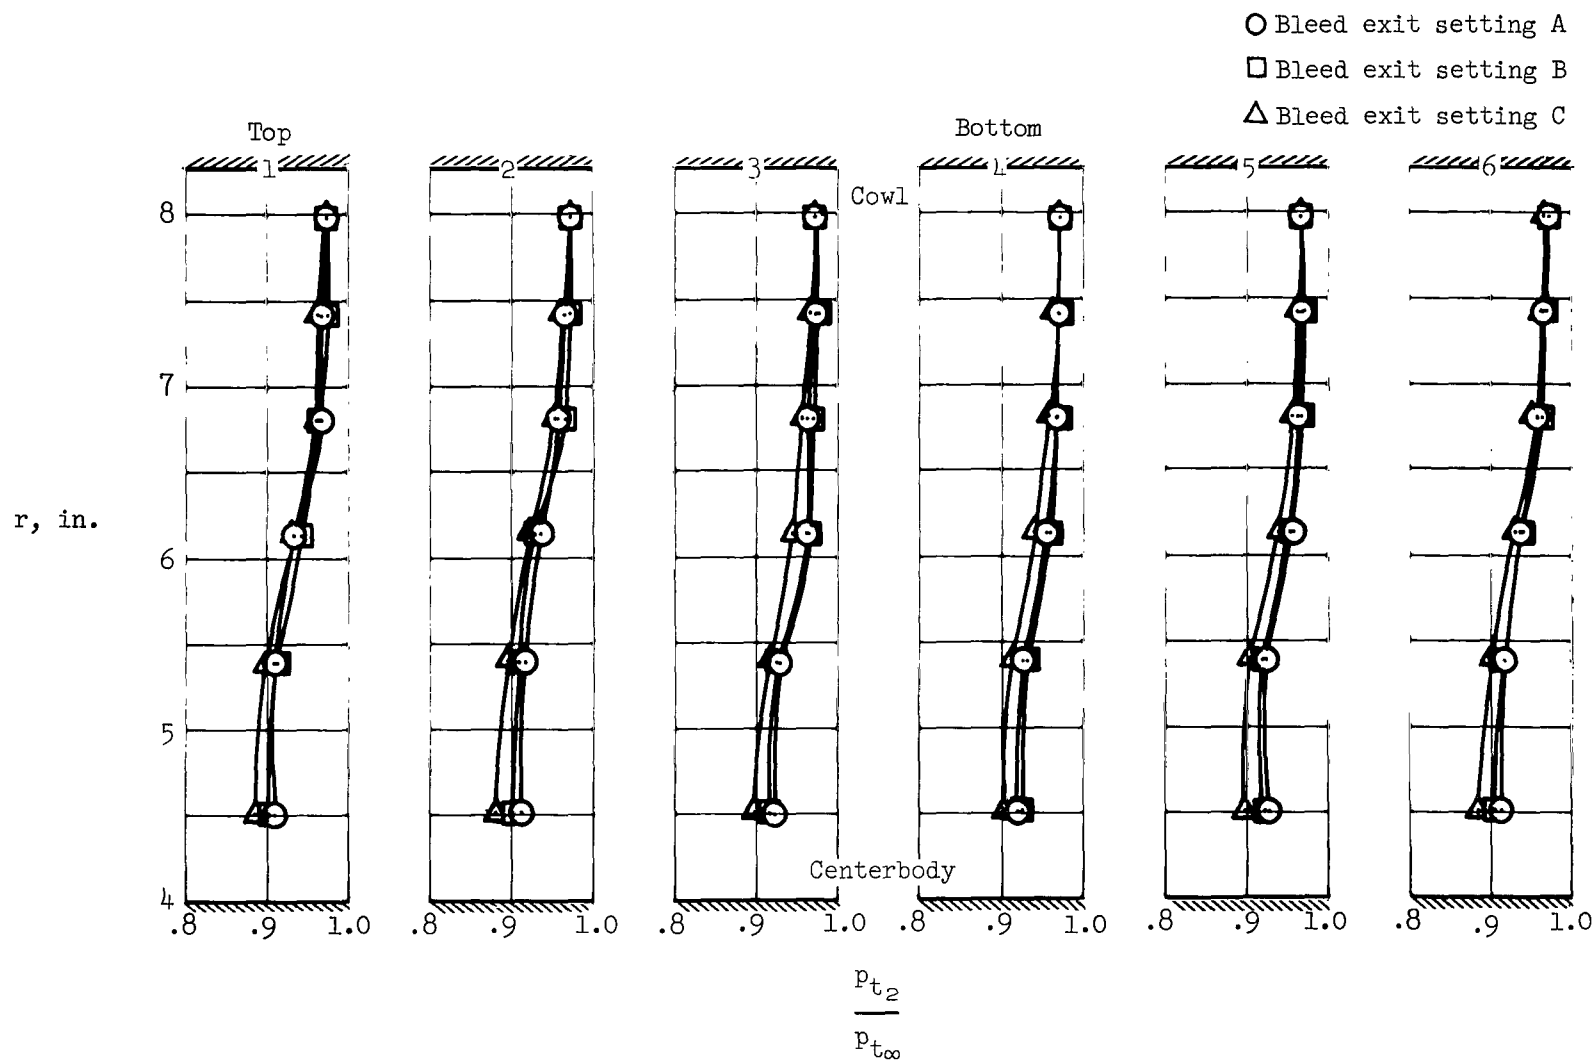 Bleed exit setting A
Bleed exit setting B
Bleed exit setting C
Top
Bottom
1 2 3 4 5 6
Cowl
8
7
r, in.
6
5
Centerbody
4
.8 .9 1.0 .8 .9 1.0 .8 .9 1.0 .8 .9 1.0 .8 .9 1.0 .8 .9 1.0
pt2
pt∞